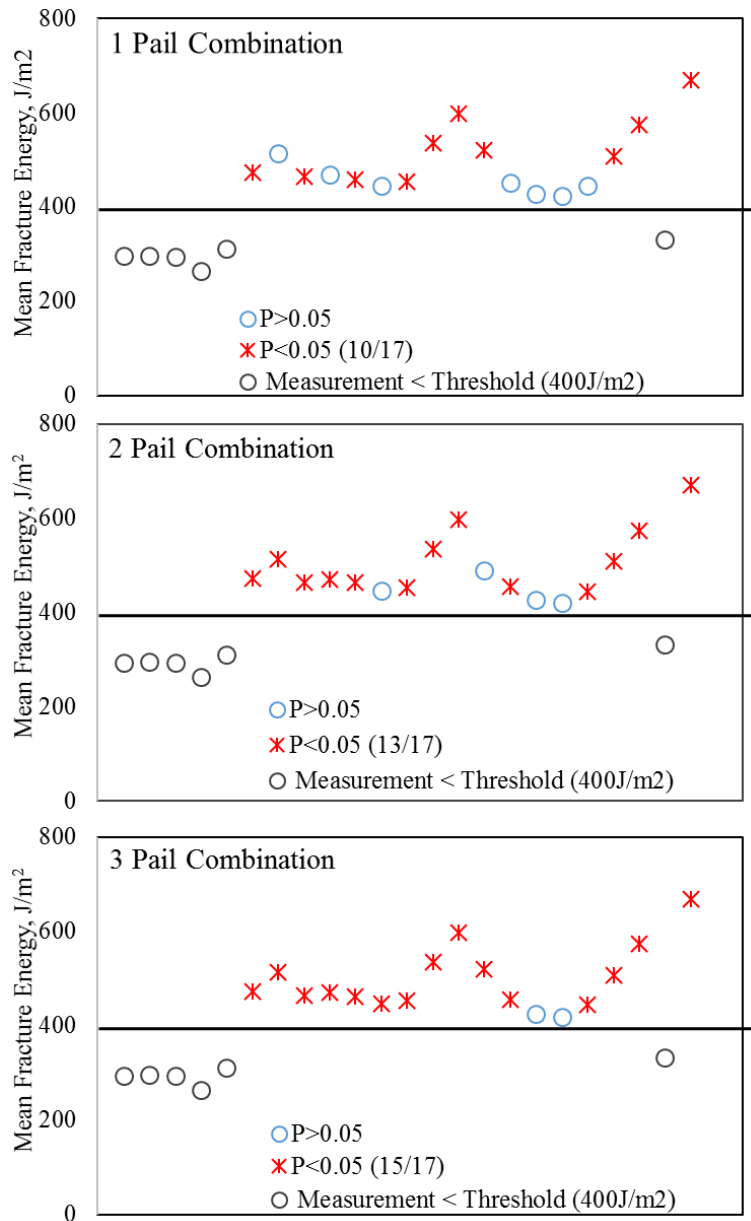 1 Pail Combination
Mean Fracture Energy, J/m2
800
600
400
200
0
P>0.05
P<0.05 (10/17)
Measurement < Threshold (400J/m2)
2 Pail Combination
Mean Fracture Energy, J/m²
800
600
400
200
0
P>0.05
P<0.05 (13/17)
Measurement < Threshold (400J/m2)
3 Pail Combination
Mean Fracture Energy, J/m²
800
600
400
200
0
P>0.05
P<0.05 (15/17)
Measurement < Threshold (400J/m2)